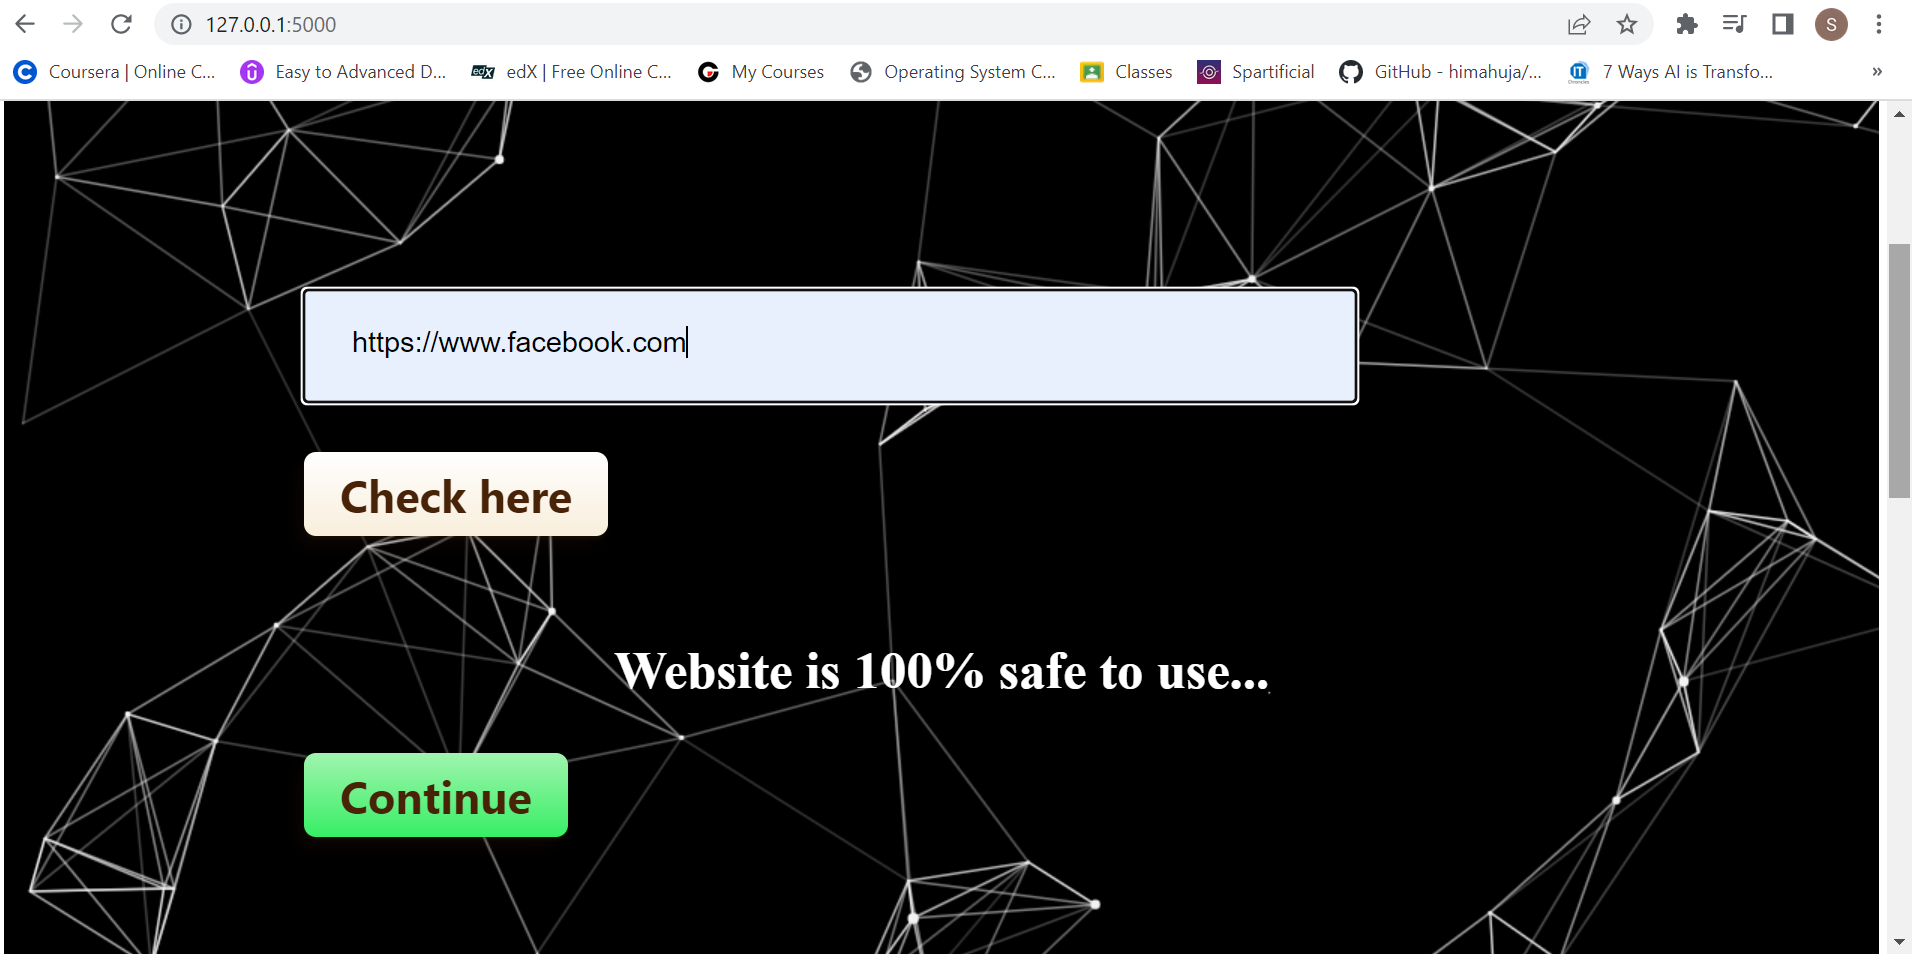 127.0.0.1:5000
S
Coursera | Online C...
Easy to Advanced D...
edX | Free Online C...
My Courses
Operating System C...
Classes
Spartificial
GitHub - himahuja/...
7 Ways AI is Transfo...
»
https://www.facebook.com
Check here
Website is 100% safe to use...
Continue